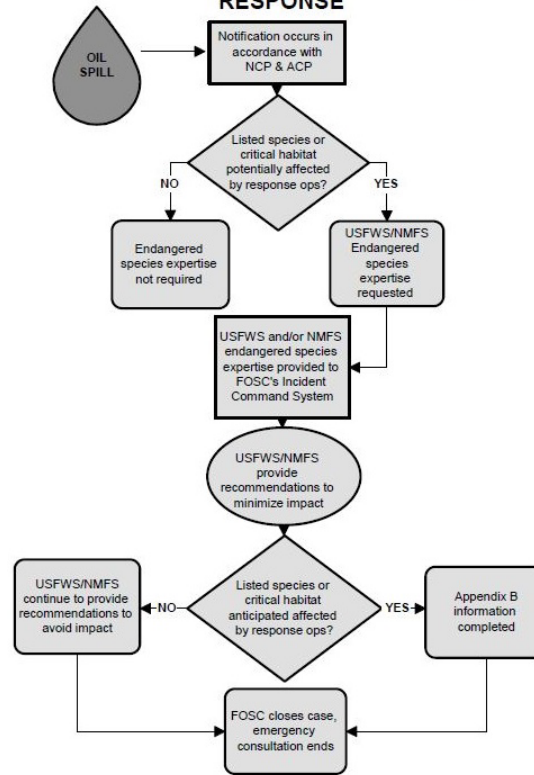 RESPONSE
OIL
SPILL
Notification occurs in
accordance with
NCP & ACP
Listed species or
critical habitat
potentially affected
by response ops?
NO
YES
Endangered
species expertise
not required
USFWS/NMFS
Endangered
species
expertise
requested
USFWS and/or NMFS
endangered species
expertise provided to
FOSC's Incident
Command System
USFWS/NMFS
provide
recommendations to
minimize impact
Listed species or
critical habitat
anticipated affected
by response ops?
NO
YES
USFWS/NMFS
continue to provide
recommendations to
avoid impact
Appendix B
information
completed
FOSC closes case,
emergency
consultation ends